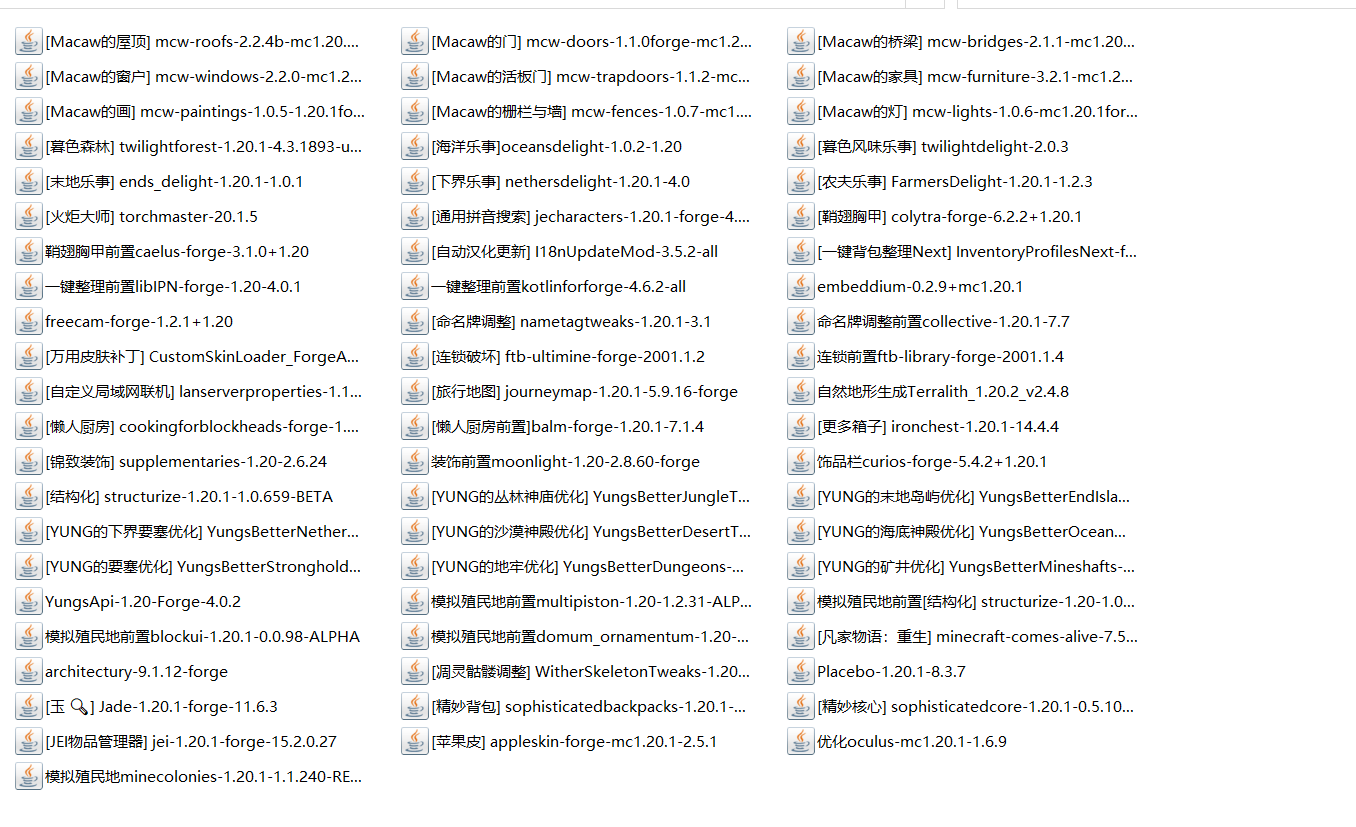 [Macaw的屋顶] mcw-roofs-2.2.4b-mc1.20....
[Macaw的门] mcw-doors-1.1.0forge-mc1.2...
[Macaw的桥梁] mcw-bridges-2.1.1-mc1.20...
[Macaw的窗户] mcw-windows-2.2.0-mc1.2...
[Macaw的活板门] mcw-trapdoors-1.1.2-mc...
[Macaw的家具] mcw-furniture-3.2.1-mc1.2...
[Macaw的画] mcw-paintings-1.0.5-1.20.1fo...
[Macaw的栅栏与墙] mcw-fences-1.0.7-mc1....
[Macaw的灯] mcw-lights-1.0.6-mc1.20.1for...
[暮色森林] twilightforest-1.20.1-4.3.1893-u...
[海洋乐事]oceansdelight-1.0.2-1.20
[暮色风味乐事] twilightdelight-2.0.3
[末地乐事] ends_delight-1.20.1-1.0.1
[下界乐事] nethersdelight-1.20.1-4.0
[农夫乐事] FarmersDelight-1.20.1-1.2.3
[火炬大师] torchmaster-20.1.5
[通用拼音搜索] jecharacters-1.20.1-forge-4....
[鞘翅胸甲] colytra-forge-6.2.2+1.20.1
鞘翅胸甲前置caelus-forge-3.1.0+1.20
[自动汉化更新] I18nUpdateMod-3.5.2-all
[一键背包整理Next] InventoryProfilesNext-f...
一键整理前置libIPN-forge-1.20-4.0.1
一键整理前置kotlinforforge-4.6.2-all
embeddium-0.2.9+mc1.20.1
freecam-forge-1.2.1+1.20
[命名牌调整] nametagtweaks-1.20.1-3.1
命名牌调整前置collective-1.20.1-7.7
[万用皮肤补丁] CustomSkinLoader_ForgeA...
[连锁破坏] ftb-ultimine-forge-2001.1.2
连锁前置ftb-library-forge-2001.1.4
[自定义局域网联机] lanserverproperties-1.1...
[旅行地图] journeymap-1.20.1-5.9.16-forge
自然地形生成Terralith_1.20.2_v2.4.8
[懒人厨房] cookingforblockheads-forge-1....
[懒人厨房前置]balm-forge-1.20.1-7.1.4
[更多箱子] ironchest-1.20.1-14.4.4
[锦致装饰] supplementaries-1.20-2.6.24
装饰前置moonlight-1.20-2.8.60-forge
饰品栏curios-forge-5.4.2+1.20.1
[结构化] structurize-1.20.1-1.0.659-BETA
[YUNG的丛林神庙优化] YungsBetterJungleT...
[YUNG的末地岛屿优化] YungsBetterEndIsla...
[YUNG的下界要塞优化] YungsBetterNether...
[YUNG的沙漠神殿优化] YungsBetterDesertT...
[YUNG的海底神殿优化] YungsBetterOcean...
[YUNG的要塞优化] YungsBetterStronghold...
[YUNG的地牢优化] YungsBetterDungeons-...
[YUNG的矿井优化] YungsBetterMineshafts-...
YungsApi-1.20-Forge-4.0.2
模拟殖民地前置multipiston-1.20-1.2.31-ALP...
模拟殖民地前置[结构化] structurize-1.20-1.0...
模拟殖民地前置blockui-1.20.1-0.0.98-ALPHA
模拟殖民地前置domum_ornamentum-1.20-...
[凡家物语：重生] minecraft-comes-alive-7.5...
architectury-9.1.12-forge
[凋灵骷髅调整] WitherSkeletonTweaks-1.20...
Placebo-1.20.1-8.3.7
[玉 🔍] Jade-1.20.1-forge-11.6.3
[精妙背包] sophisticatedbackpacks-1.20.1-...
[精妙核心] sophisticatedcore-1.20.1-0.5.10...
[JEI物品管理器] jei-1.20.1-forge-15.2.0.27
[苹果皮] appleskin-forge-mc1.20.1-2.5.1
优化oculus-mc1.20.1-1.6.9
模拟殖民地minecolonies-1.20.1-1.1.240-RE...